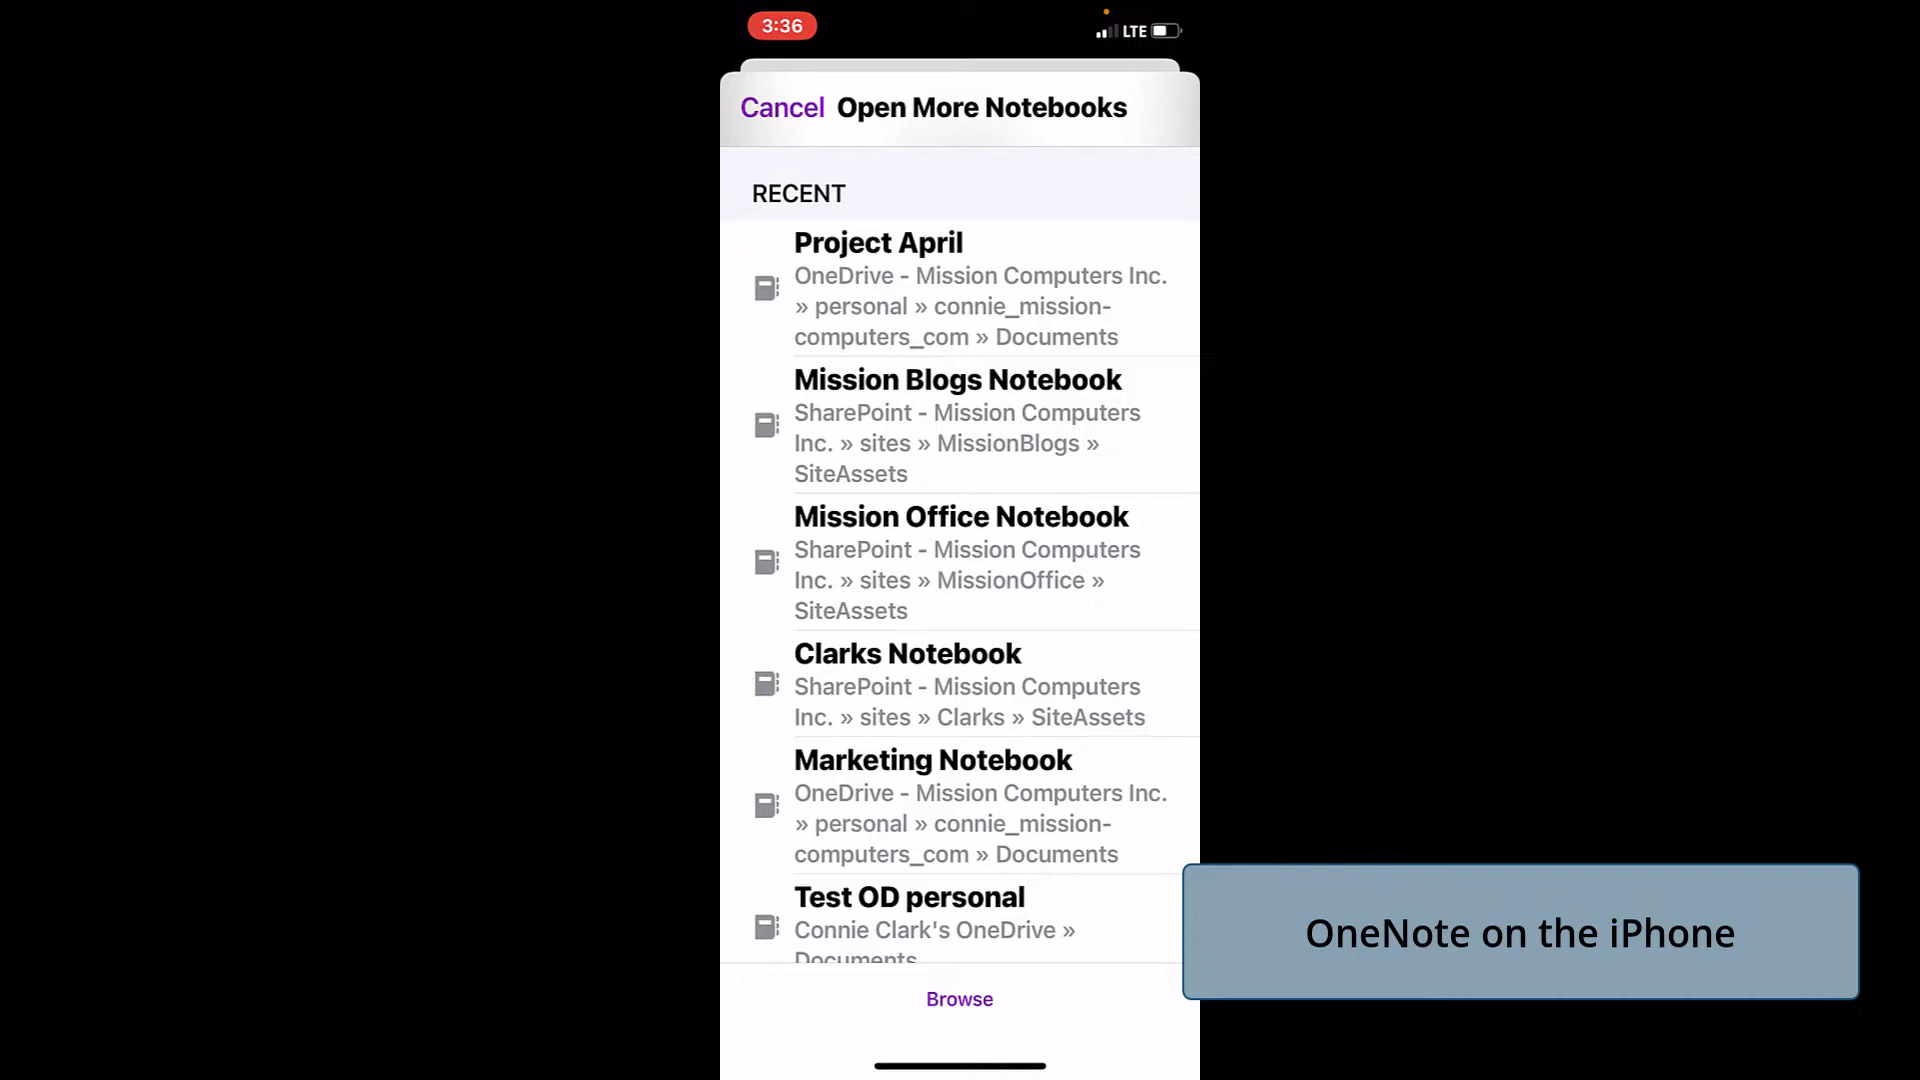 3:36
LTE
Cancel Open More Notebooks
RECENT
Project April
OneDrive - Mission Computers Inc.
» personal » connie_mission-
computers_com » Documents
Mission Blogs Notebook
SharePoint - Mission Computers
Inc. » sites » MissionBlogs »
SiteAssets
Mission Office Notebook
SharePoint - Mission Computers
Inc. » sites » MissionOffice »
SiteAssets
Clarks Notebook
SharePoint - Mission Computers
Inc. » sites » Clarks » SiteAssets
Marketing Notebook
OneDrive - Mission Computers Inc.
» personal » connie_mission-
computers_com » Documents
Test OD personal
Connie Clark's OneDrive »
Documents
Browse
OneNote on the iPhone